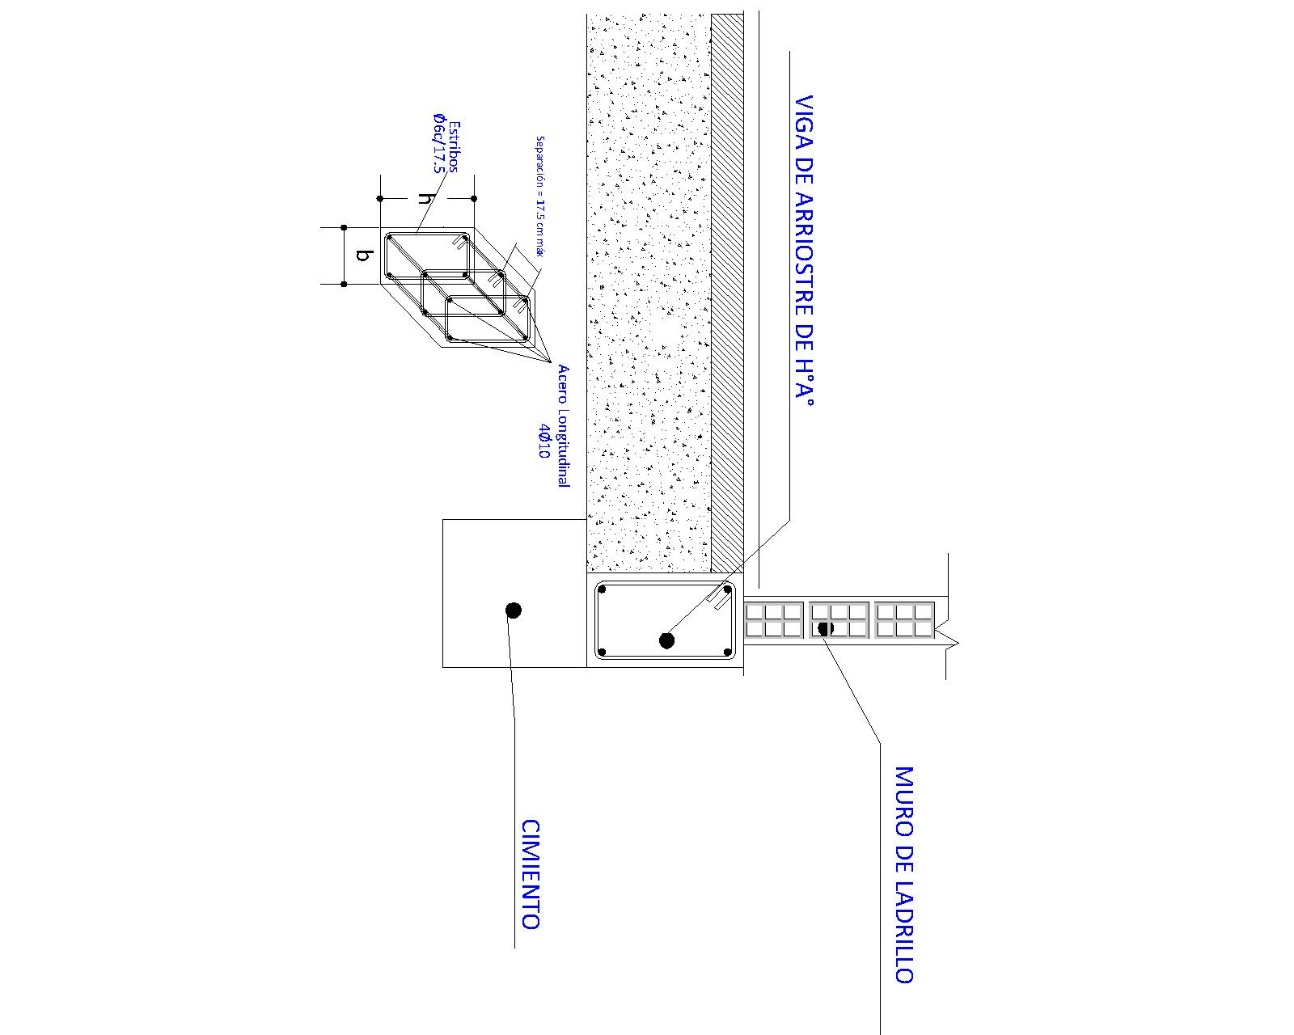 VIGA DE ARRIOSTRE DE H°A°
MURO DE LADRILLO
Separación = 17.5 cm máx
Estribos
Ø6c/17.5
h
b
Acero Longitudinal
4Ø10
CIMIENTO